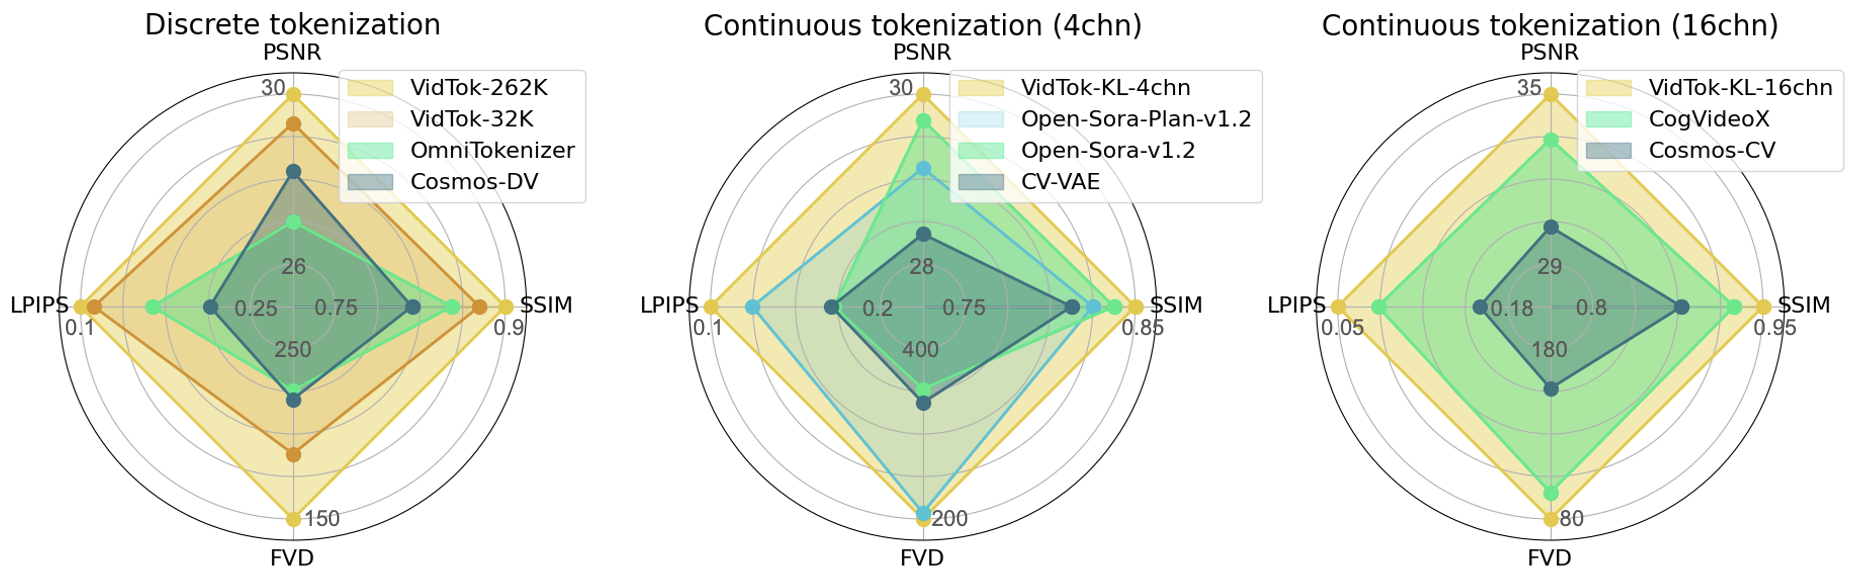 Discrete tokenization
PSNR
30
VidTok-262K
VidTok-32K
OmniTokenizer
Cosmos-DV
26
LPIPS
0.25
0.75
SSIM
0.1
0.9
250
150
FVD
Continuous tokenization (4chn)
PSNR
30
VidTok-KL-4chn
Open-Sora-Plan-v1.2
Open-Sora-v1.2
CV-VAE
28
LPIPS
0.2
0.75
SSIM
0.1
0.85
400
200
FVD
Continuous tokenization (16chn)
PSNR
35
VidTok-KL-16chn
CogVideoX
Cosmos-CV
29
LPIPS
0.18
0.8
SSIM
0.05
0.95
180
80
FVD